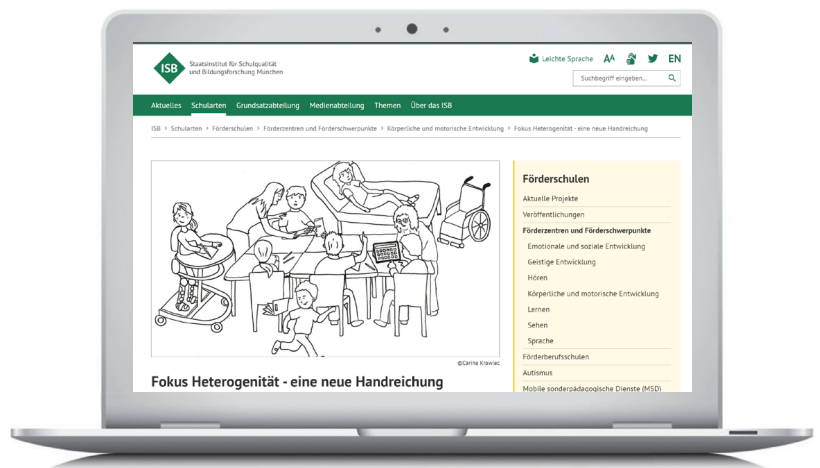 ISB
Staatsinstitut für Schulqualität
und Bildungsforschung München
Leichte Sprache AA EN
Suchbegriff eingeben...
Aktuelles Schularten Grundsatzabteilung Medienabteilung Themen Über das ISB
ISB > Schularten > Förderschulen > Förderzentren und Förderschwerpunkte > Körperliche und motorische Entwicklung > Fokus Heterogenität - eine neue Handreichung
©Carina Krawiec
Fokus Heterogenität - eine neue Handreichung
Förderschulen
Aktuelle Projekte
Veröffentlichungen
Förderzentren und Förderschwerpunkte
Emotionale und soziale Entwicklung
Geistige Entwicklung
Hören
Körperliche und motorische Entwicklung
Lernen
Sehen
Sprache
Förderberufsschulen
Autismus
Mobile sonderpädagogische Dienste (MSD)